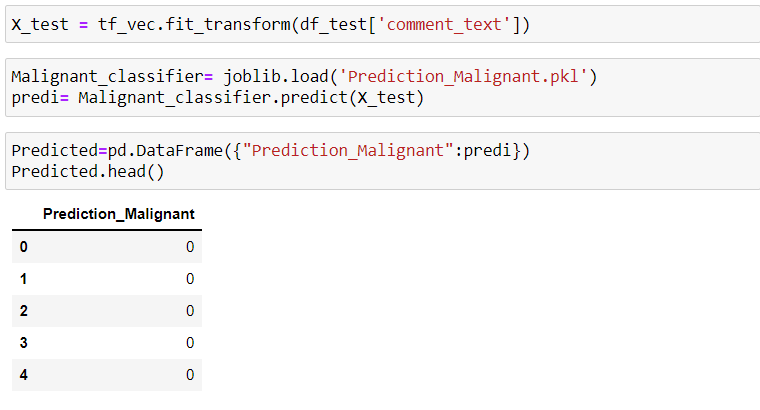 X_test = tf_vec.fit_transform(df_test['comment_text'])
Malignant_classifier= joblib.load('Prediction_Malignant.pkl')
predi= Malignant_classifier.predict(X_test)
Predicted=pd.DataFrame({"Prediction_Malignant":predi})
Predicted.head()
Prediction_Malignant
0 0
1 0
2 0
3 0
4 0